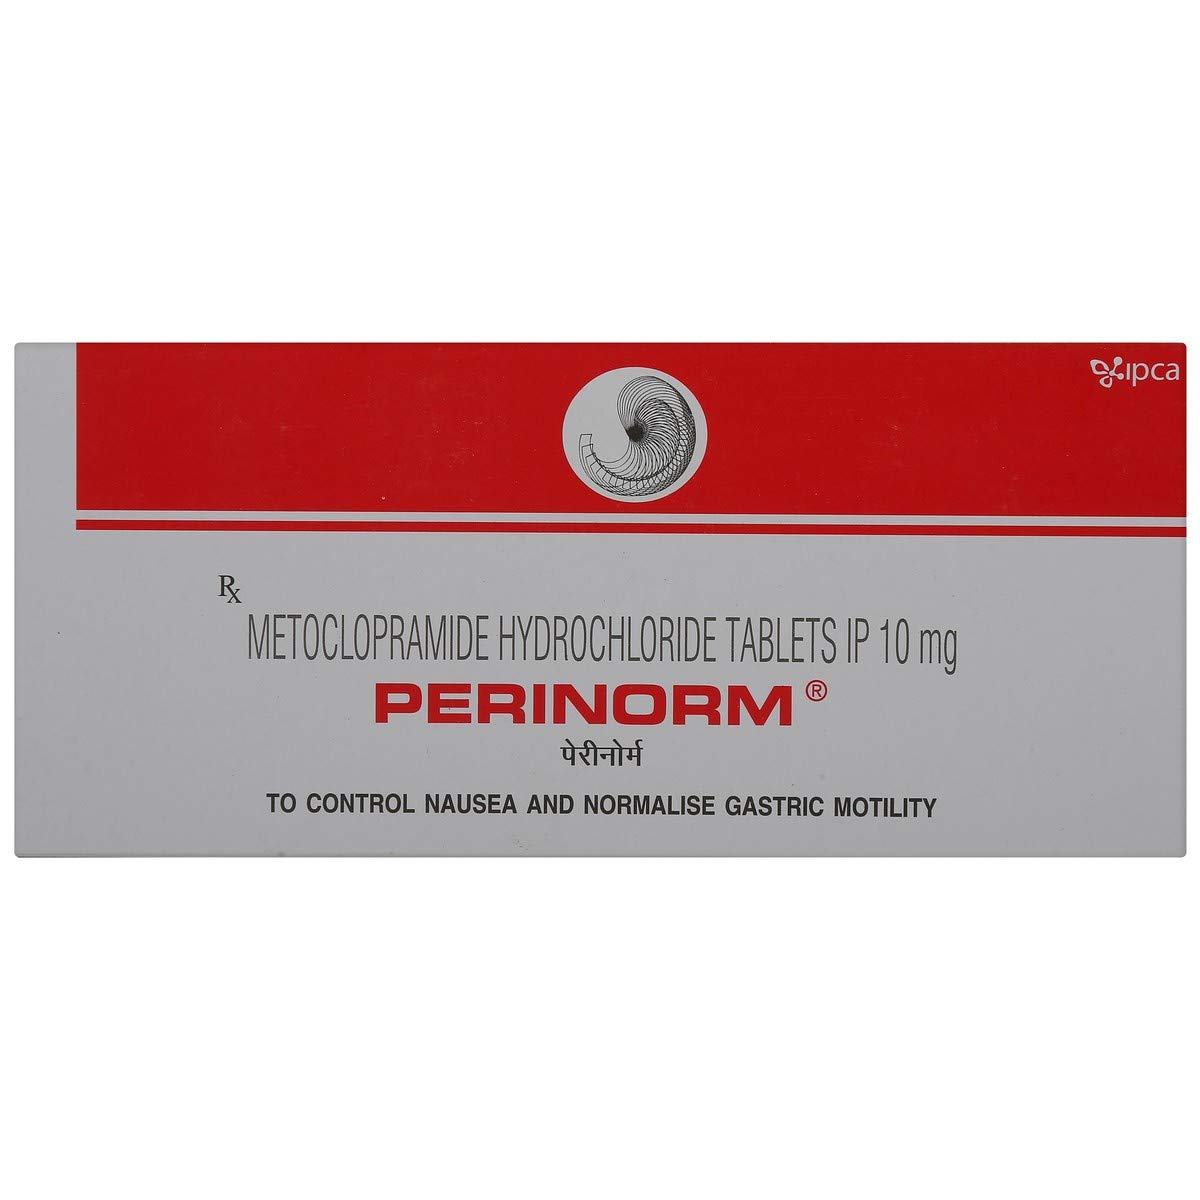 ipca
Rx
METOCLOPRAMIDE HYDROCHLORIDE TABLETS IP 10 mg
PERINORM®
पेरीनोर्म
TO CONTROL NAUSEA AND NORMALISE GASTRIC MOTILITY